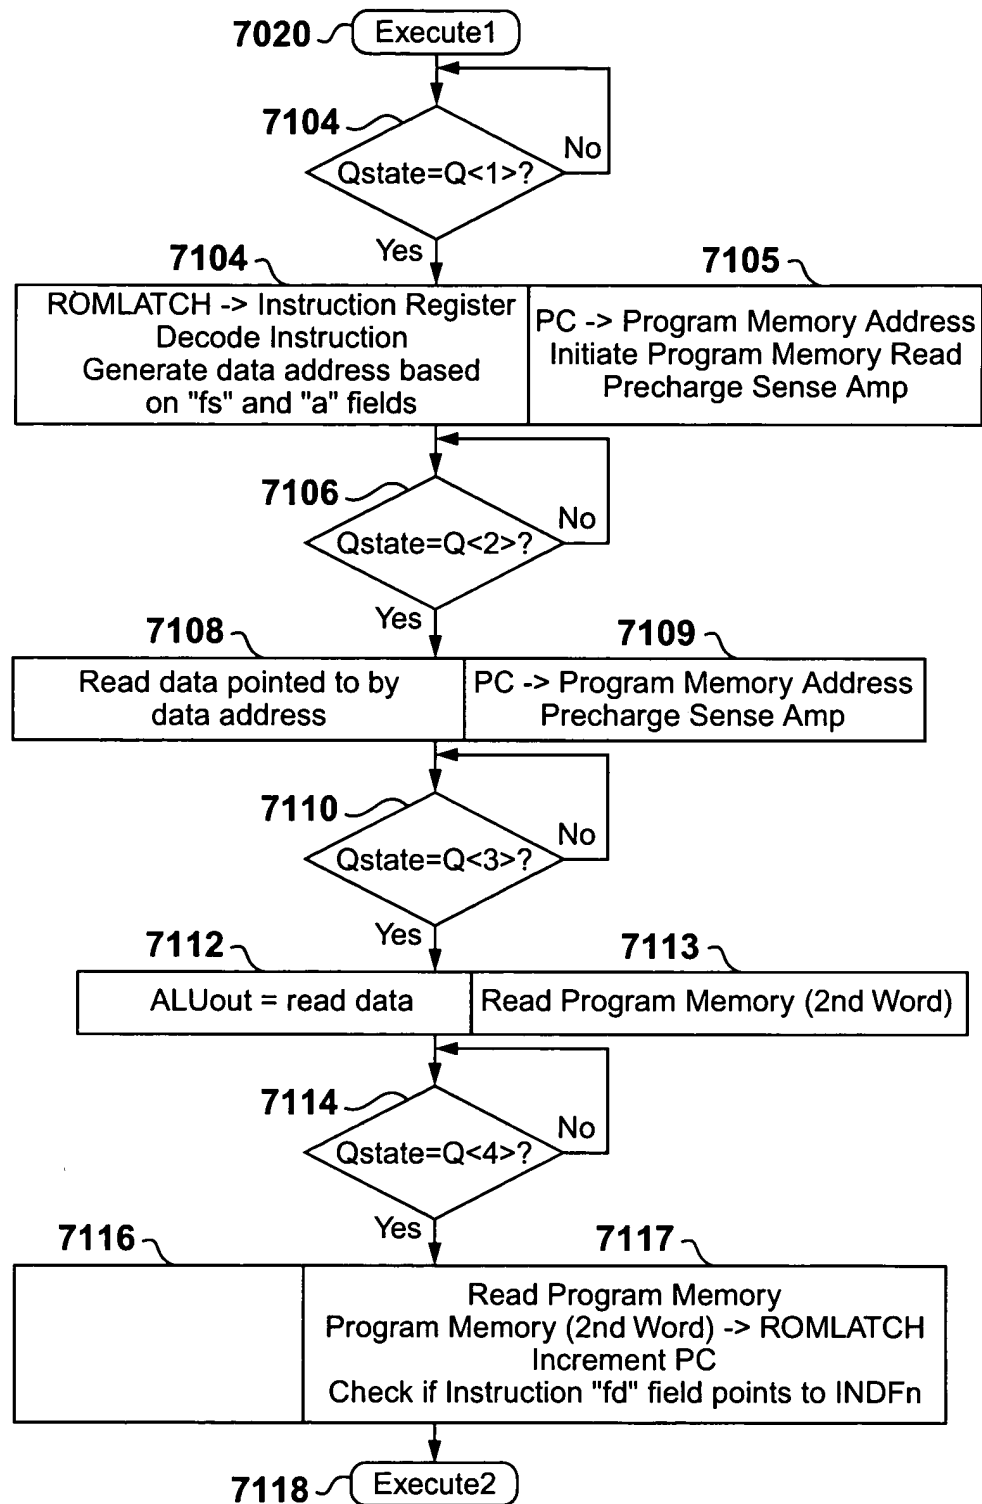 7020
Execute1
7104
Qstate=Q<1>?
No
Yes
7104
7105
ROMLATCH -> Instruction Register
Decode Instruction
Generate data address based
on "fs" and "a" fields
PC -> Program Memory Address
Initiate Program Memory Read
Precharge Sense Amp
7106
Qstate=Q<2>?
No
Yes
7108
7109
Read data pointed to by
data address
PC -> Program Memory Address
Precharge Sense Amp
7110
Qstate=Q<3>?
No
Yes
7112
7113
ALUout = read data
Read Program Memory (2nd Word)
7114
Qstate=Q<4>?
No
Yes
7116
7117
Read Program Memory
Program Memory (2nd Word) -> ROMLATCH
Increment PC
Check if Instruction "fd" field points to INDFn
7118
Execute2